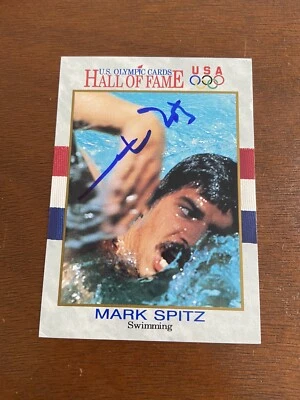 U.S. OLYMPIC CARDS
HALL OF FAME
USA
MARK SPITZ
Swimming